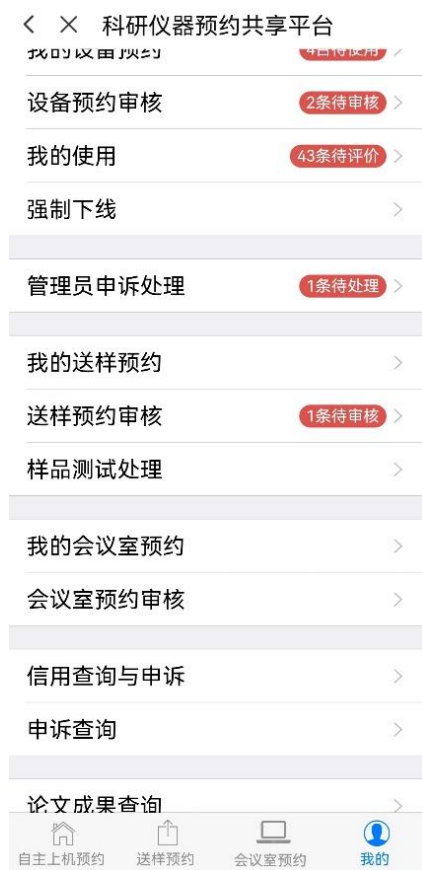 科研仪器预约共享平台
我的设备预约
设备预约审核 2条待审核
我的使用 43条待评价
强制下线
管理员申诉处理 1条待处理
我的送样预约
送样预约审核 1条待审核
样品测试处理
我的会议室预约
会议室预约审核
信用查询与申诉
申诉查询
论文成果查询
自主上机预约 送样预约 会议室预约 我的